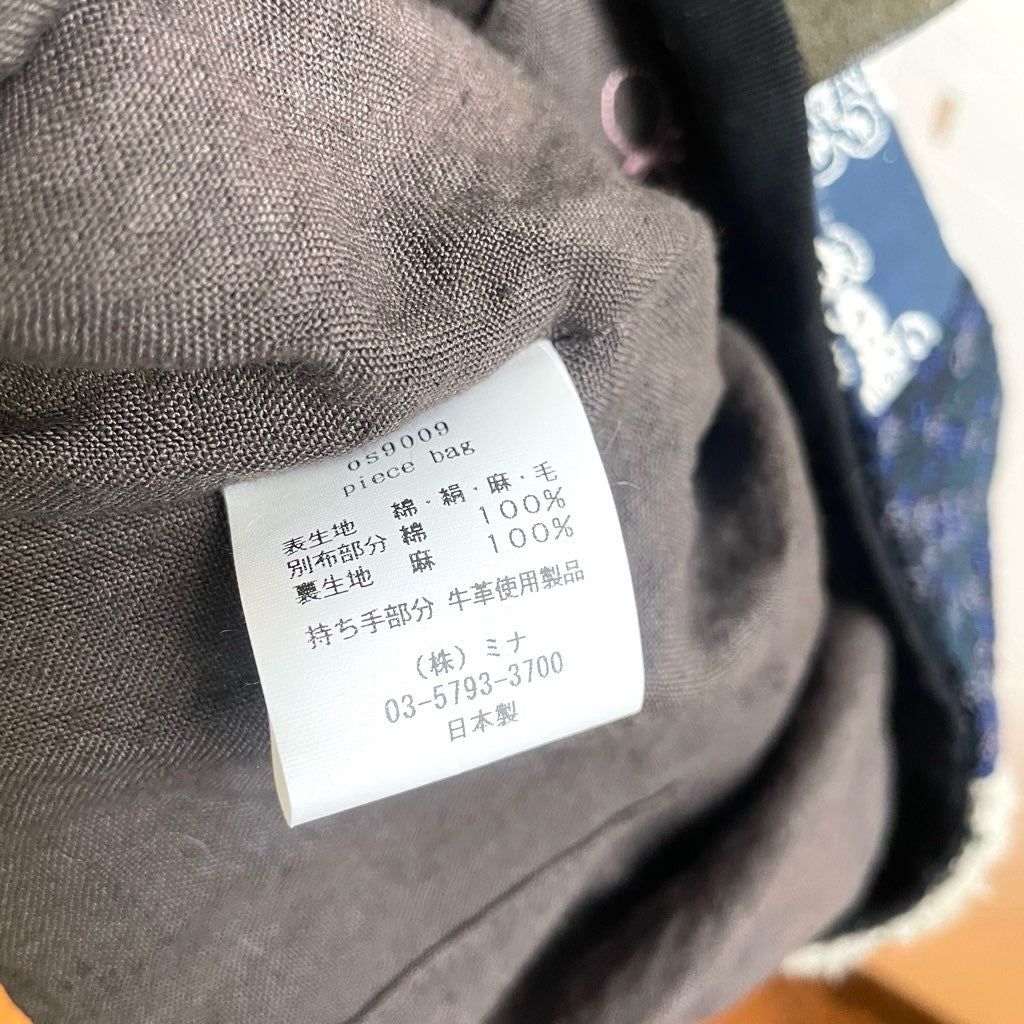 os9009
piece bag
表生地 綿・絹・麻・毛
別布部分 綿 100%
裏生地 麻 100%
持ち手部分 牛革使用製品
(株) ミナ
03-5793-3700
日本製